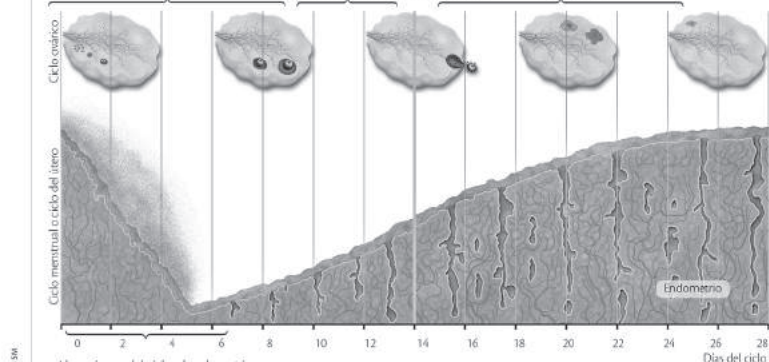 Ciclo ovárico
Ciclo menstrual o ciclo del útero
Endometrio
0 2 4 6 8 10 12 14 16 18 20 22 24 26 28
Días del ciclo
SM